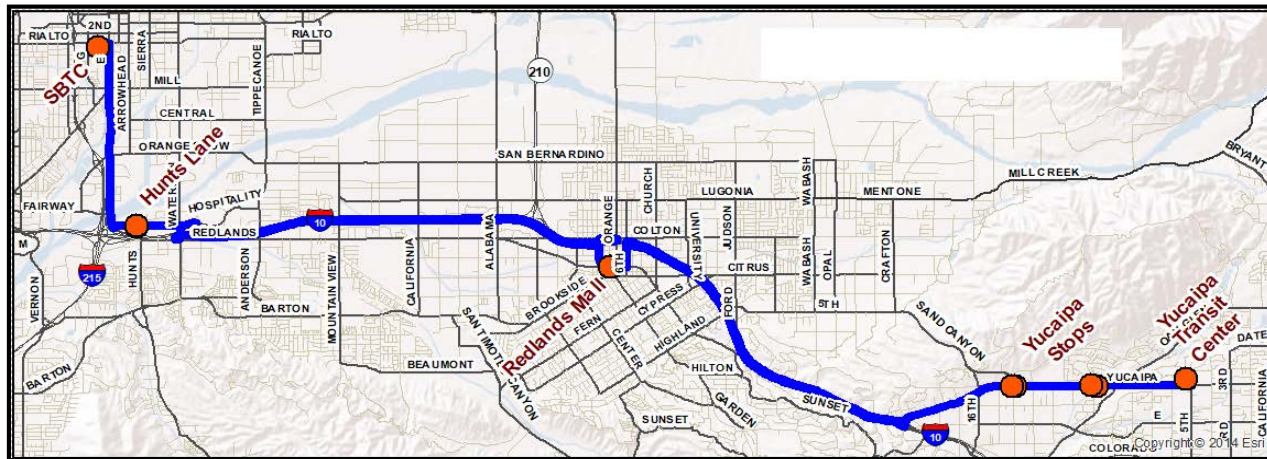 2ND
RIALTO
RIALTO
G
E
SIERRA
TIPPECANOE
SBTC
ARROWHEAD
MILL
CENTRAL
210
Hunts Lane
SAN BERNARDINO
BRYANT
MILL CREEK
WATER
HOSPITALITY
FAIRWAY
REDLANDS
10
ALABAMA
ORANGE
CHURCH
LUGONIA
WABASH
MENTONE
COLTON
UNIVERSITY
JUDSON
M
215
VERNON
HUNTS
ANDERSON
MOUNTAIN VIEW
CALIFORNIA
6TH
CITRUS
WABASH
OPAL
CRAFTON
BARTON
BROOKSIDE
Redlands Mall
FERN
CYPRESS
FORD
5TH
SAND CANYON
Yucaipa
Stops
Yucaipa
Transit
Center
CENTER
HIGHLAND
SAN TIMOTEO CANYON
BARTON
BEAUMONT
HILTON
DATE
YUCAIPA
3RD
SUNSET
GARDEN
SUNSET
16TH
E
5TH
3RD
CALIFORNIA
10
COLORADO
Copyright © 2014 Esri